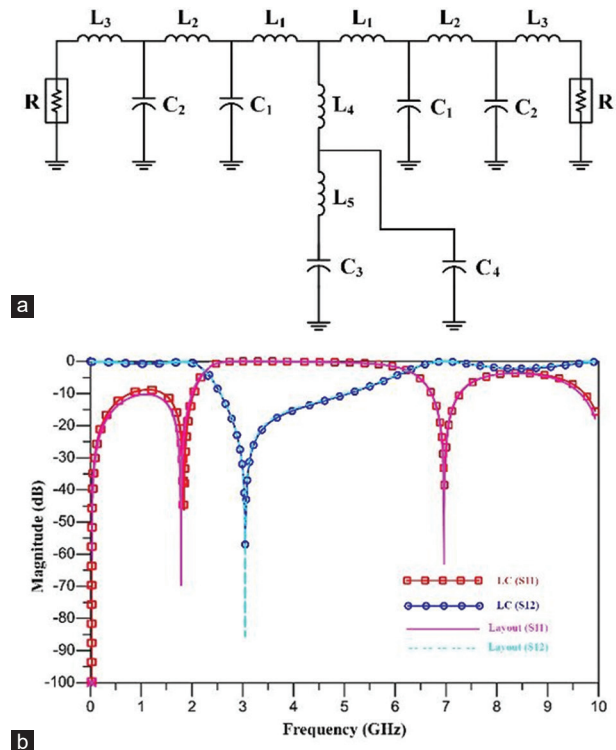 L3 L2 L1 L1 L2 L3
R C2 C1 L4 C1 C2 R
L5
C3 C4
a
0
-10
-20
-30
-40
-50
-60
-70
-80
-90
-100
Magnitude (dB)
LC (S11)
LC (S12)
Layout (S11)
Layout (S12)
0 1 2 3 4 5 6 7 8 9 10
Frequency (GHz)
b